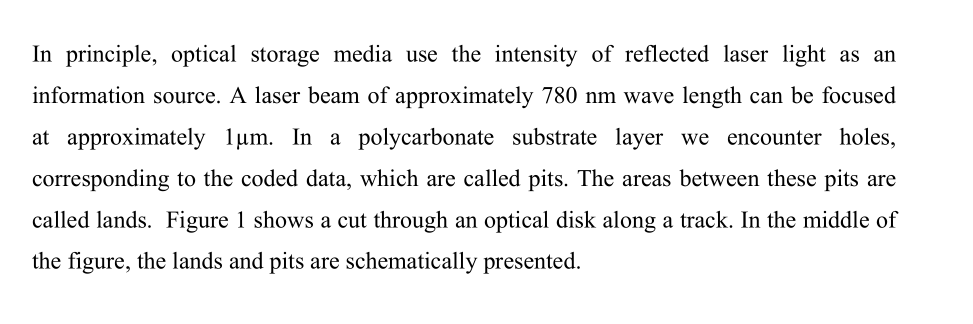 In principle, optical storage media use the intensity of reflected laser light as an
information source. A laser beam of approximately 780 nm wave length can be focused
at approximately 1µm. In a polycarbonate substrate layer we encounter holes,
corresponding to the coded data, which are called pits. The areas between these pits are
called lands.  Figure 1 shows a cut through an optical disk along a track. In the middle of
the figure, the lands and pits are schematically presented.